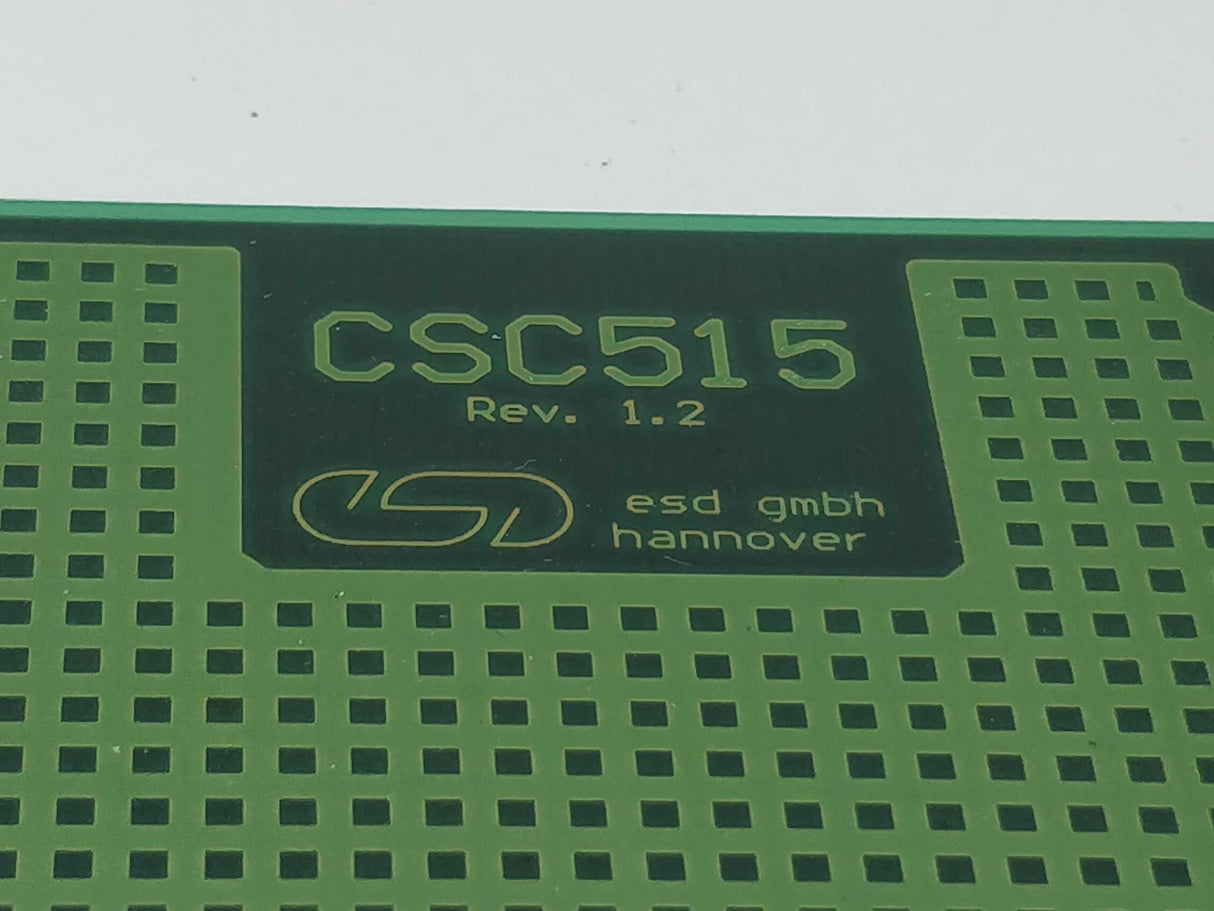 CSC515
Rev. 1.2
esd gmbh
hannover